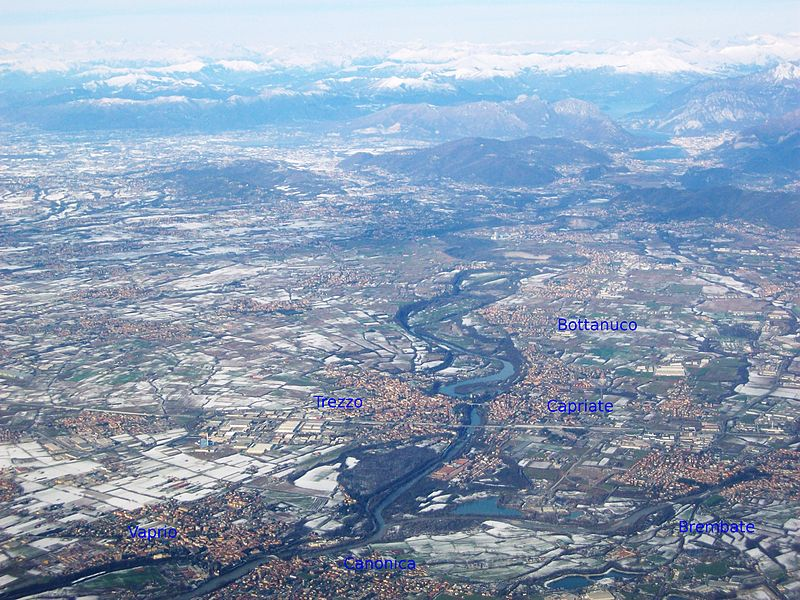 Bottanuco
Trezzo
Capriate
Vaprio
Brembate
Canonica